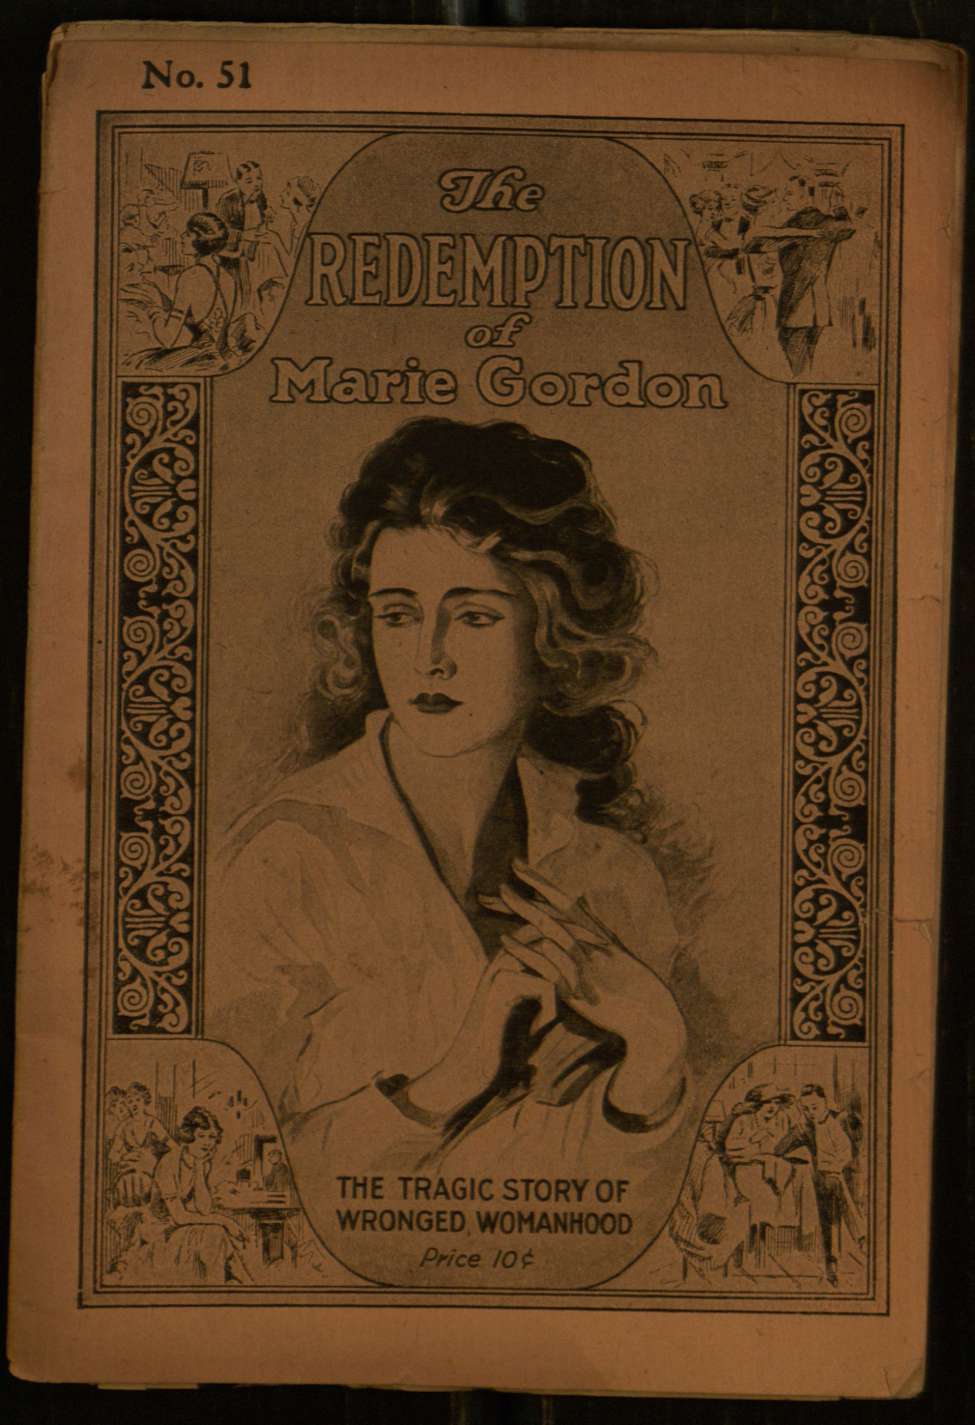 No. 51
The
REDEMPTION
of
Marie Gordon
THE TRAGIC STORY OF
WRONGED WOMANHOOD
Price 10¢